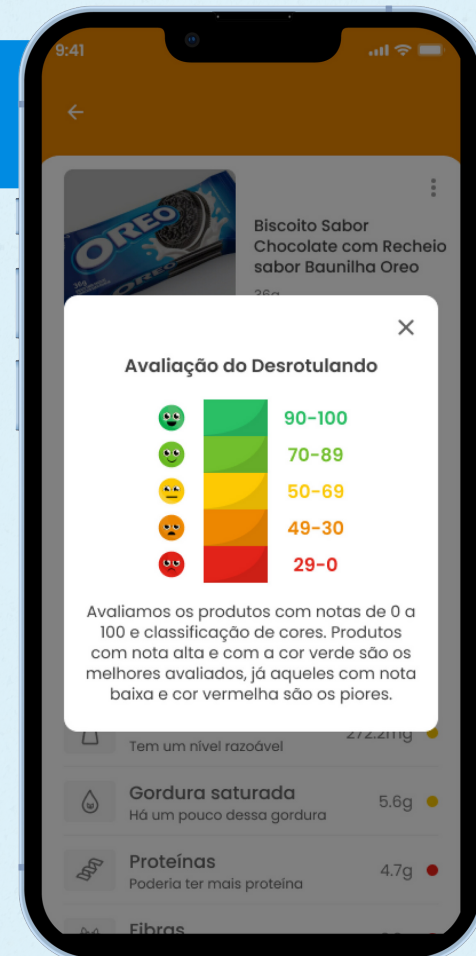 9:41
OREO
36g
Biscoito Sabor
Chocolate com Recheio
sabor Baunilha Oreo
36g
Avaliação do Desrotulando
90-100
70-89
50-69
49-30
29-0
Avaliamos os produtos com notas de 0 a
100 e classificação de cores. Produtos
com nota alta e com a cor verde são os
melhores avaliados, já aqueles com nota
baixa e cor vermelha são os piores.
Tem um nível razoável 272.2mg
Gordura saturada
Há um pouco dessa gordura 5.6g
Proteínas
Poderia ter mais proteína 4.7g
Fibras